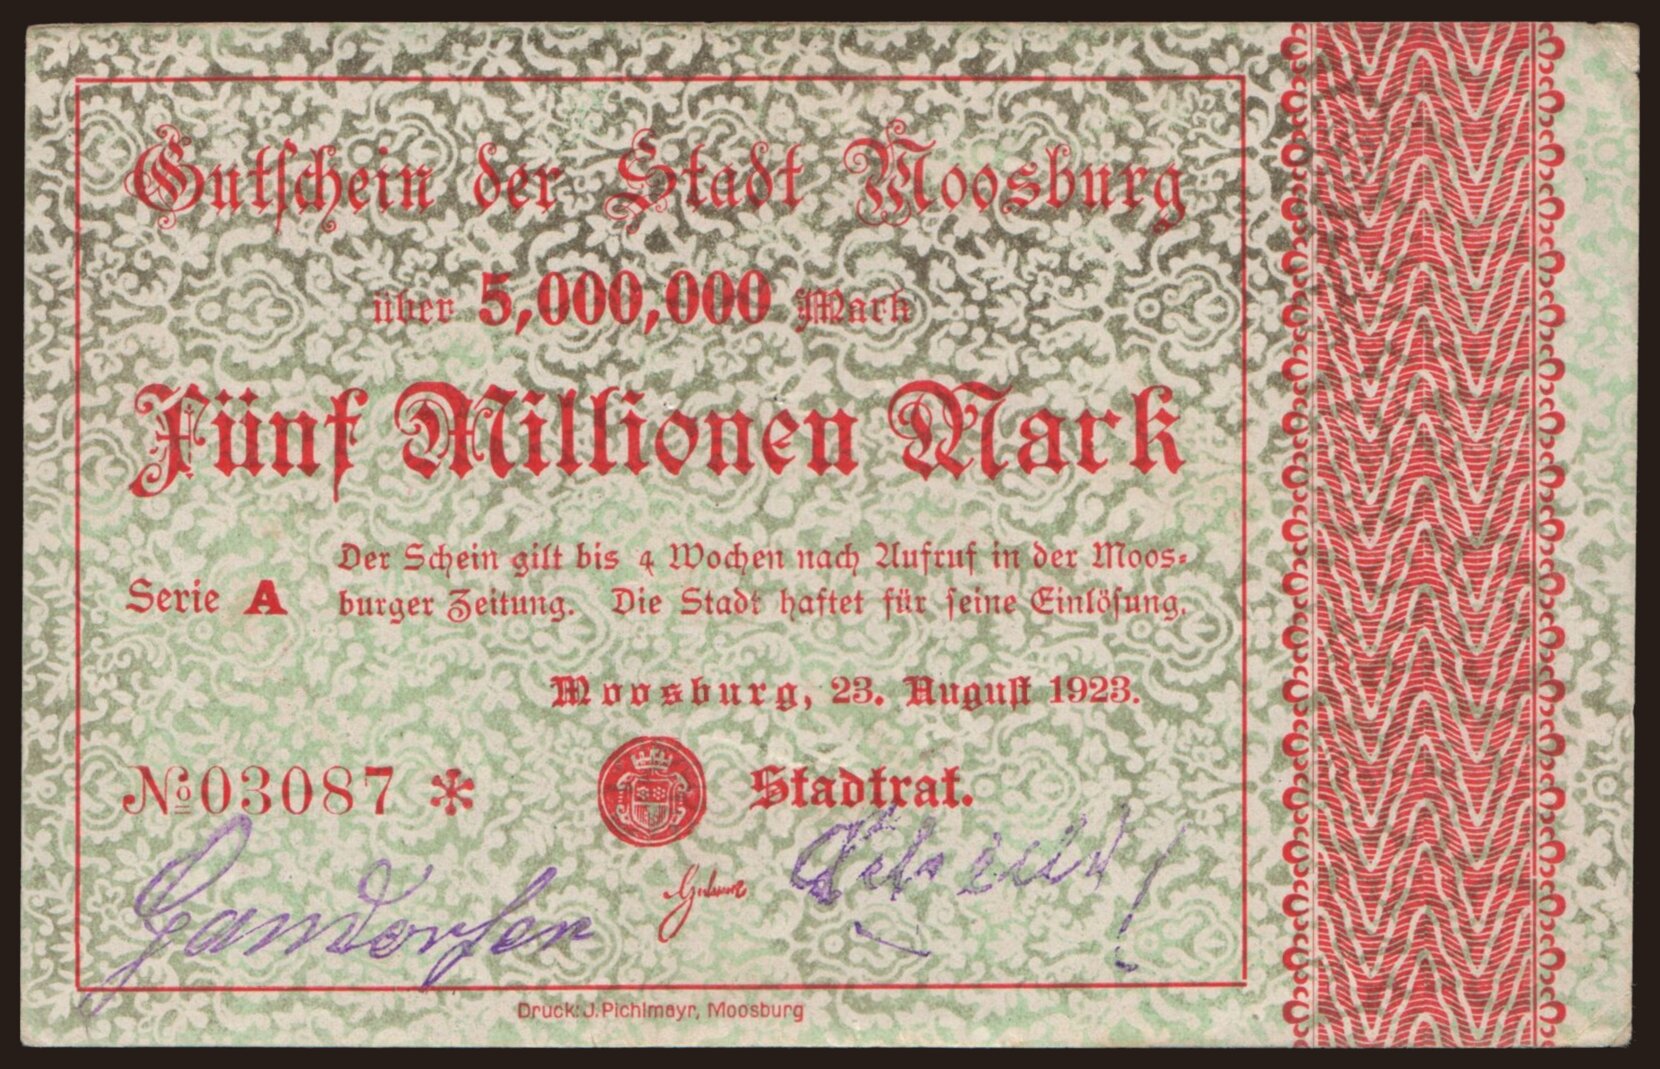 Gutschein der Stadt Moosburg
über 5,000,000 Mark
Fünf Millionen Mark
Serie A
Der Schein gilt bis 4 Wochen nach Aufruf in der Moos-
burger Zeitung. Die Stadt haftet für seine Einlösung.
Moosburg, 23. August 1923.
No 03087 *
Stadtrat.
Gandorfer
Druck: J. Pichlmayr, Moosburg